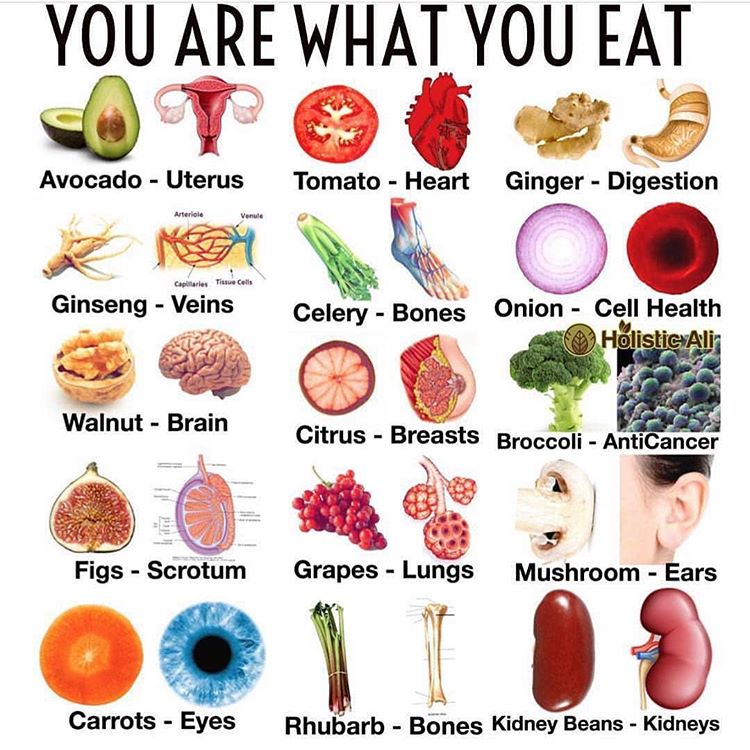 YOU ARE WHAT YOU EAT
Avocado - Uterus
Tomato - Heart
Ginger - Digestion
Arteriole
Venule
Capillaries
Tissue Cells
Ginseng - Veins
Celery - Bones
Onion - Cell Health
Holistic Ali
Walnut - Brain
Citrus - Breasts
Broccoli - AntiCancer
Figs - Scrotum
Grapes - Lungs
Mushroom - Ears
Carrots - Eyes
Rhubarb - Bones
Kidney Beans - Kidneys